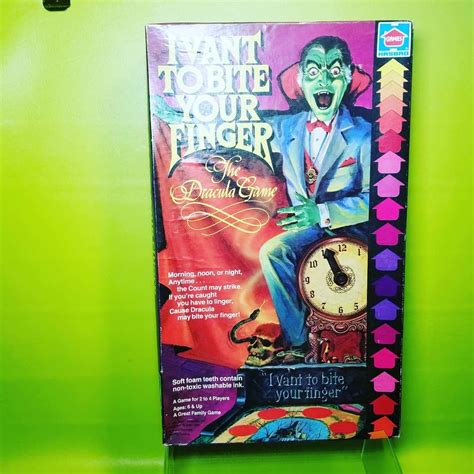 I VANT
TO BITE
YOUR
FINGER
The
Dracula Game
GAMES
HASBRO
Morning, noon, or night,
Anytime . . .
the Count may strike.
If you're caught
you have to linger,
Cause Dracula
may bite your finger!
Soft foam teeth contain
non-toxic washable ink.
A Game for 2 to 4 Players
Ages: 6 & Up
A Great Family Game
"I Vant to bite
your finger"